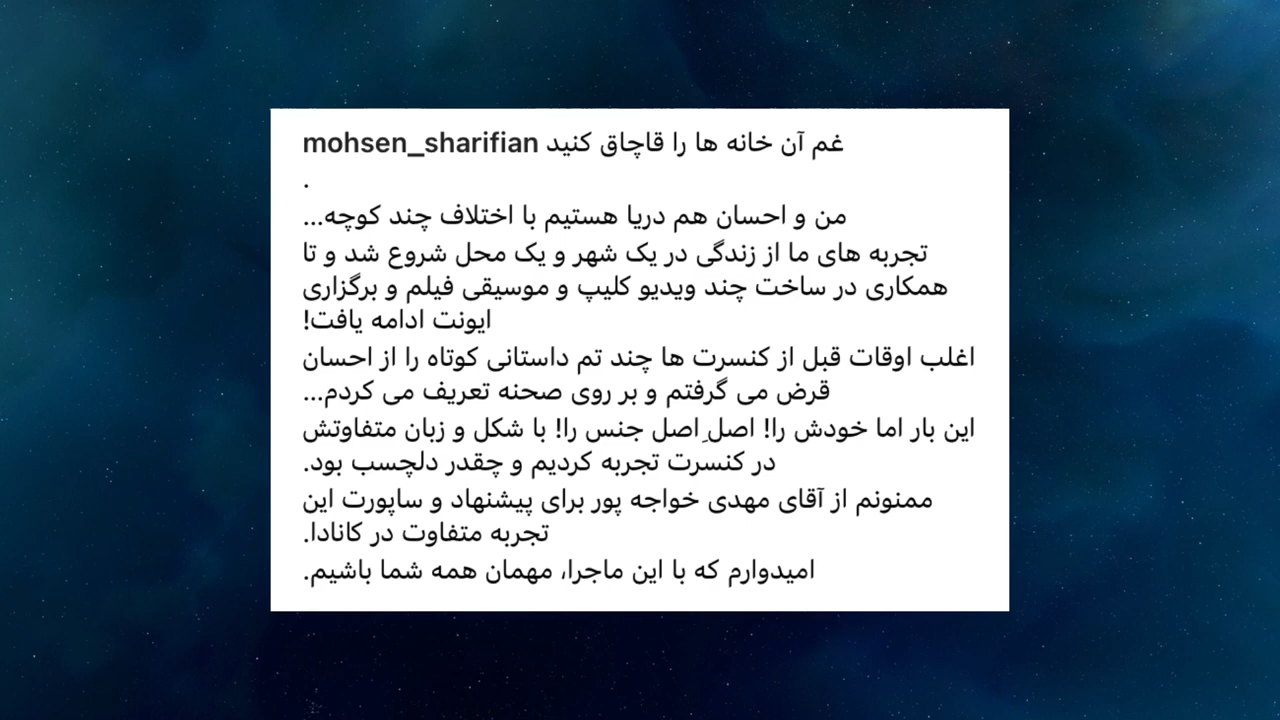 mohsen_sharifian غم آن خانه ها را قاچاق کنید
.
من و احسان هم دریا هستیم با اختلاف چند کوچه...
تجربه های ما از زندگی در یک شهر و یک محل شروع شد و تا
همکاری در ساخت چند ویدیو کلیپ و موسیقی فیلم و برگزاری
ایونت ادامه یافت!
اغلب اوقات قبل از کنسرت ها چند تم داستانی کوتاه را از احسان
قرض می گرفتم و بر روی صحنه تعریف می کردم...
این بار اما خودش را! اصلِ اصل جنس را! با شکل و زبان متفاوتش
در کنسرت تجربه کردیم و چقدر دلچسب بود.
ممنونم از آقای مهدی خواجه پور برای پیشنهاد و ساپورت این
تجربه متفاوت در کانادا.
امیدوارم که با این ماجرا، مهمان همه شما باشیم.